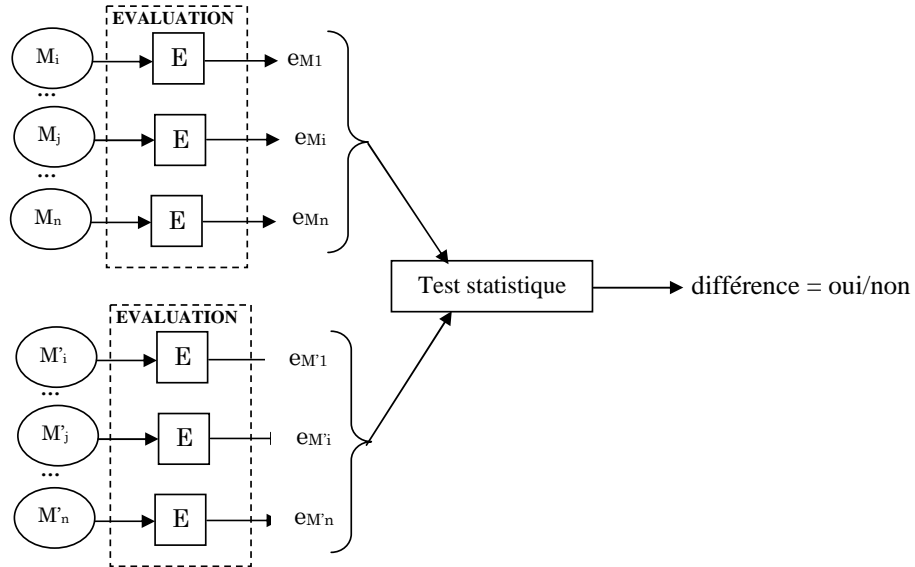 EVALUATION
Mi E eM1
...
Mj E eMi
...
Mn E eMn
Test statistique différence = oui/non
EVALUATION
M'i E eM'1
...
M'j E eM'i
...
M'n E eM'n